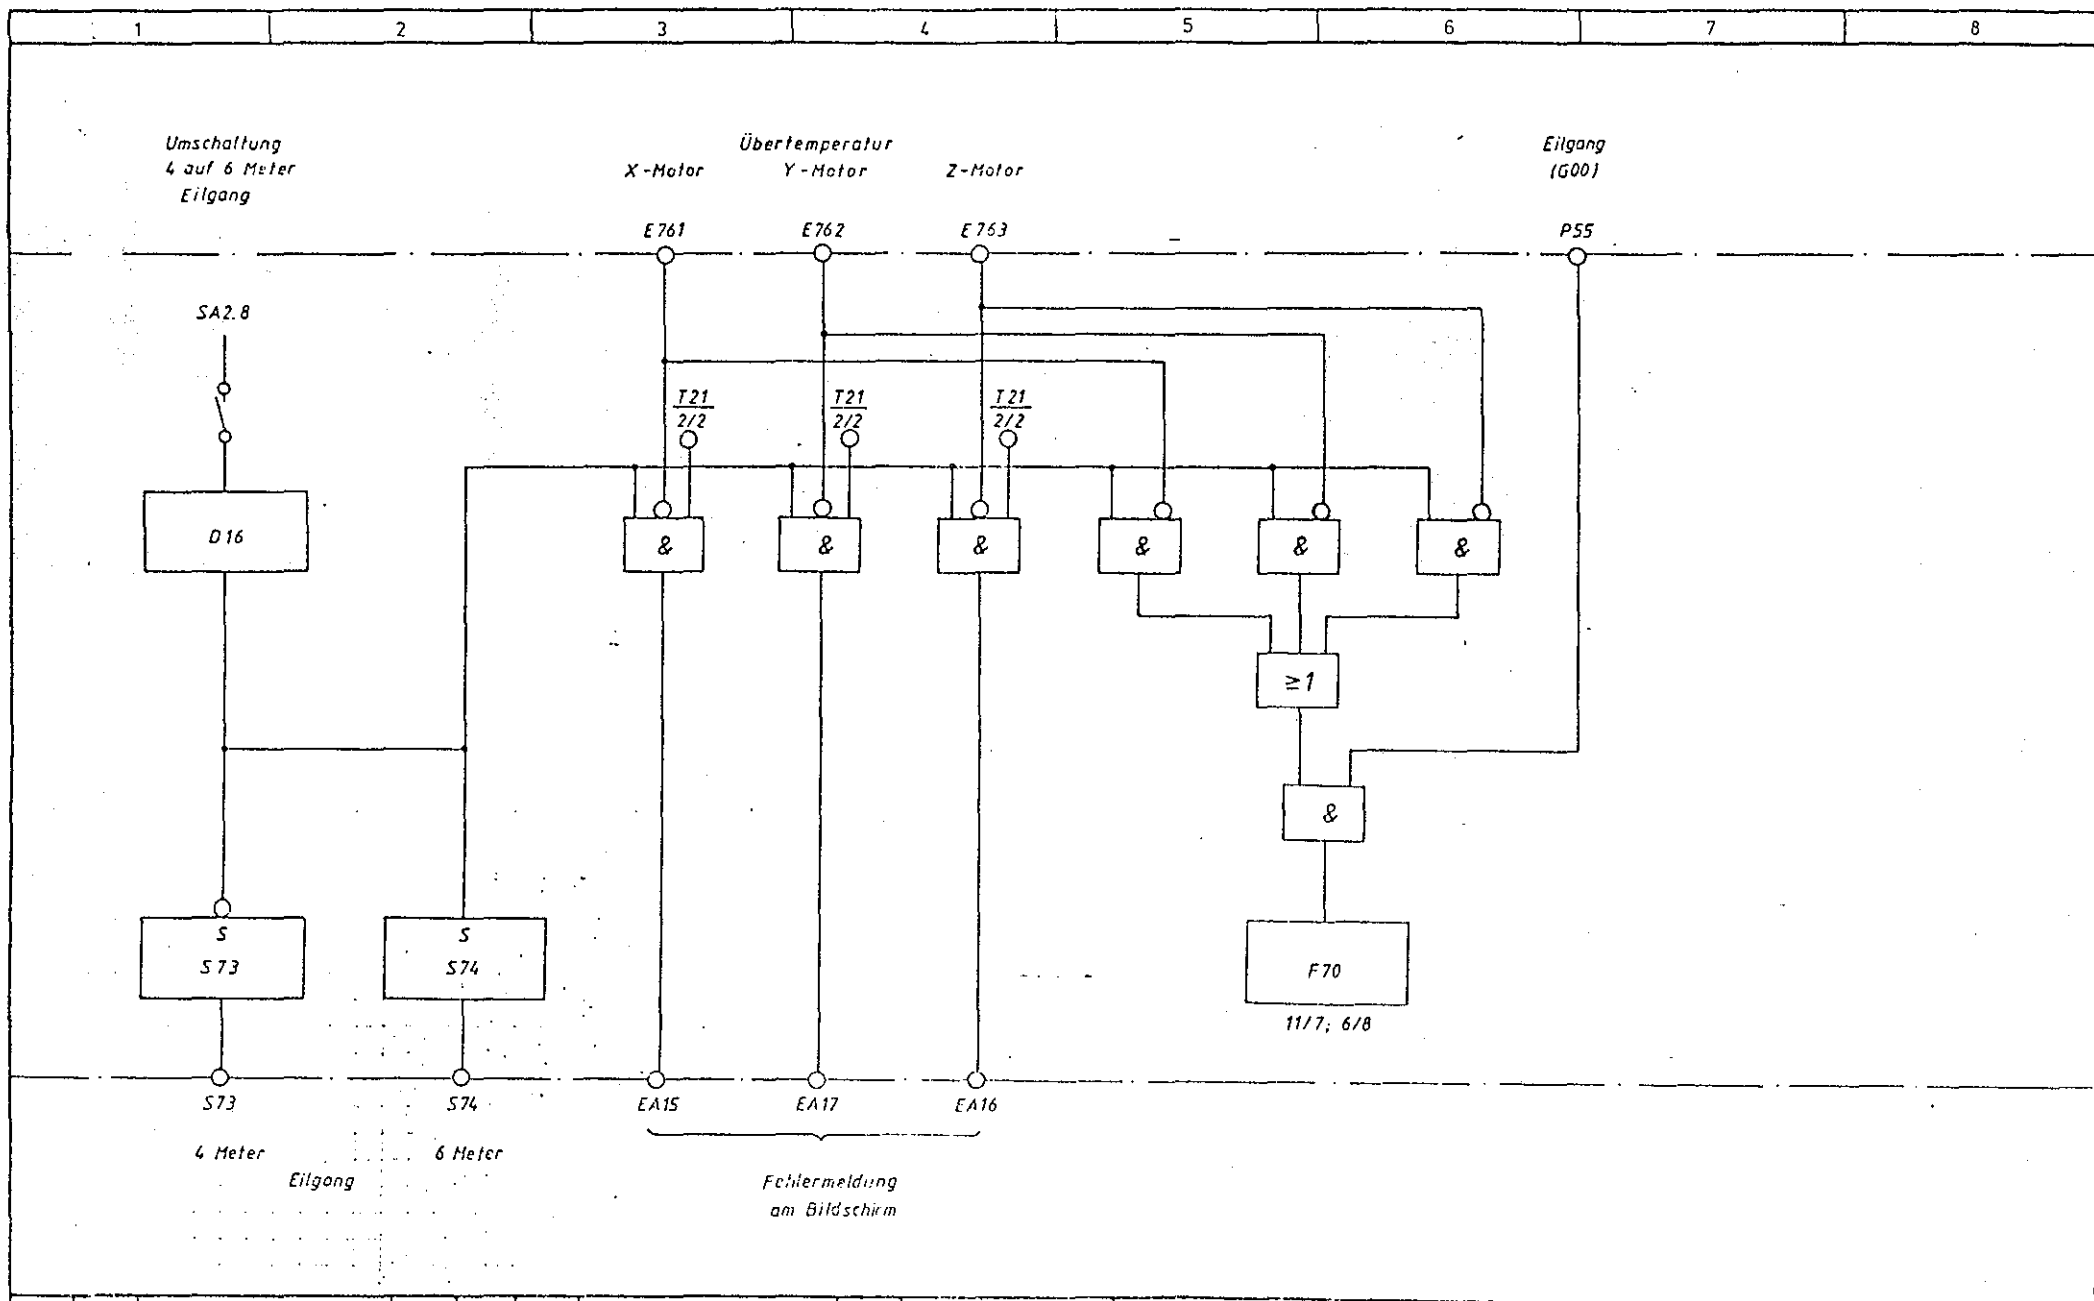 1 2 3 4 5 6 7 8
Umschaltung
4 auf 6 Meter
Eilgang
Übertemperatur
X-Motor Y-Motor Z-Motor
Eilgang
(G00)
E761 E762 E763 P55
SA2.8
T21 T21 T21
2/2 2/2 2/2
D16
& & & & & &
≥1
&
S S
S73 S74
F70
11/7; 6/8
S73 S74 EA15 EA17 EA16
4 Meter 6 Meter
Eilgang
Fehlermeldung
am Bildschirm